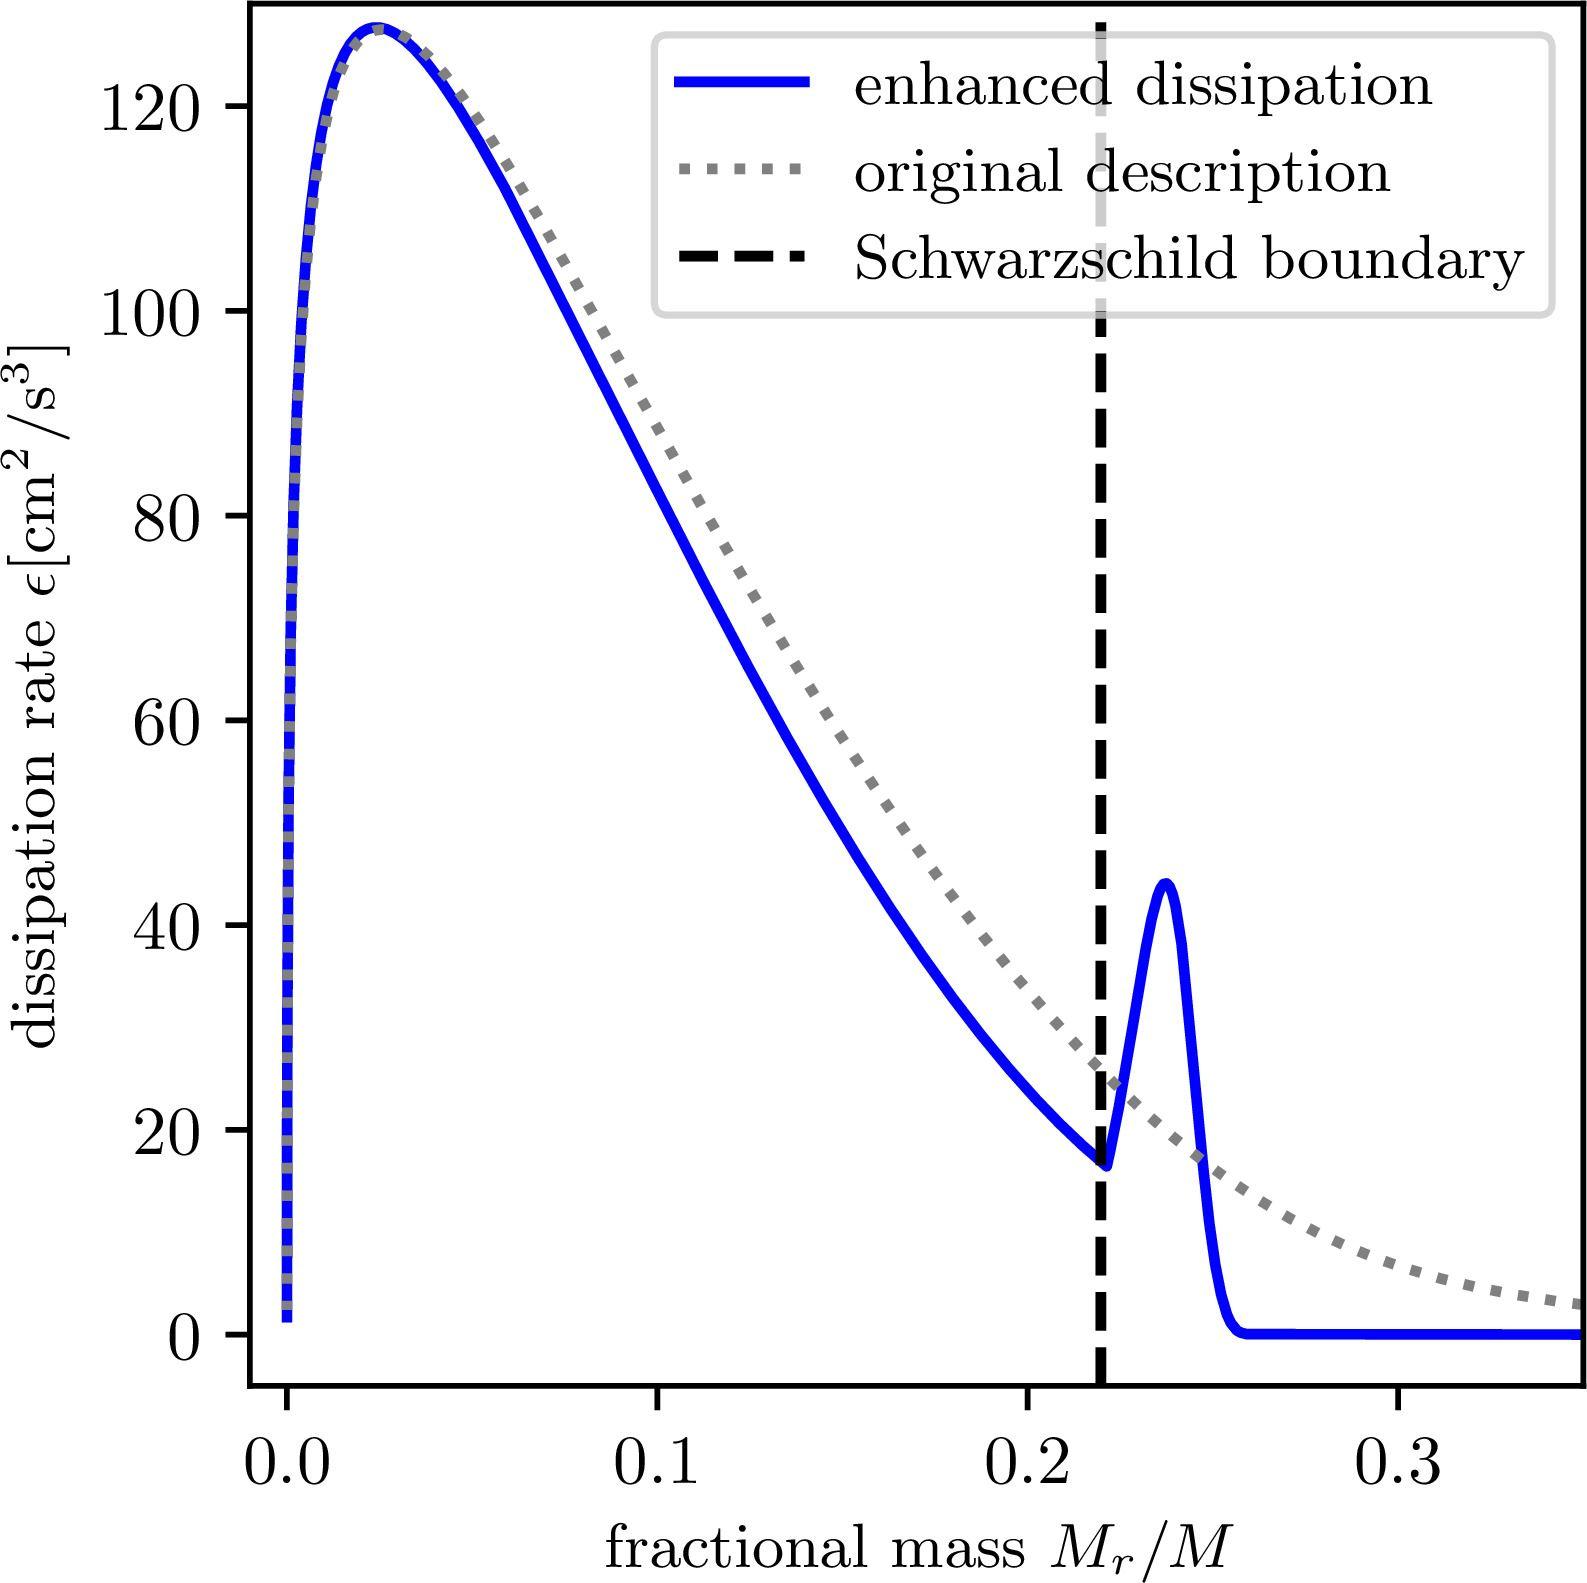 enhanced dissipation
original description
Schwarzschild boundary
dissipation rate ϵ[cm²/s³]
120
100
80
60
40
20
0
0.0 0.1 0.2 0.3
fractional mass Mᵣ/M